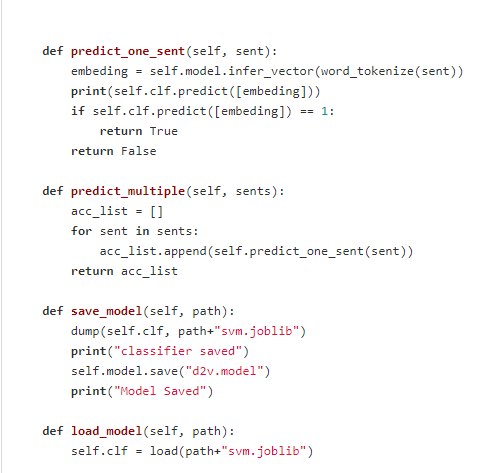 def predict_one_sent(self, sent):
    embeding = self.model.infer_vector(word_tokenize(sent))
    print(self.clf.predict([embeding]))
    if self.clf.predict([embeding]) == 1:
        return True
    return False
def predict_multiple(self, sents):
    acc_list = []
    for sent in sents:
        acc_list.append(self.predict_one_sent(sent))
    return acc_list
def save_model(self, path):
    dump(self.clf, path+"svm.joblib")
    print("classifier saved")
    self.model.save("d2v.model")
    print("Model Saved")
def load_model(self, path):
    self.clf = load(path+"svm.joblib")